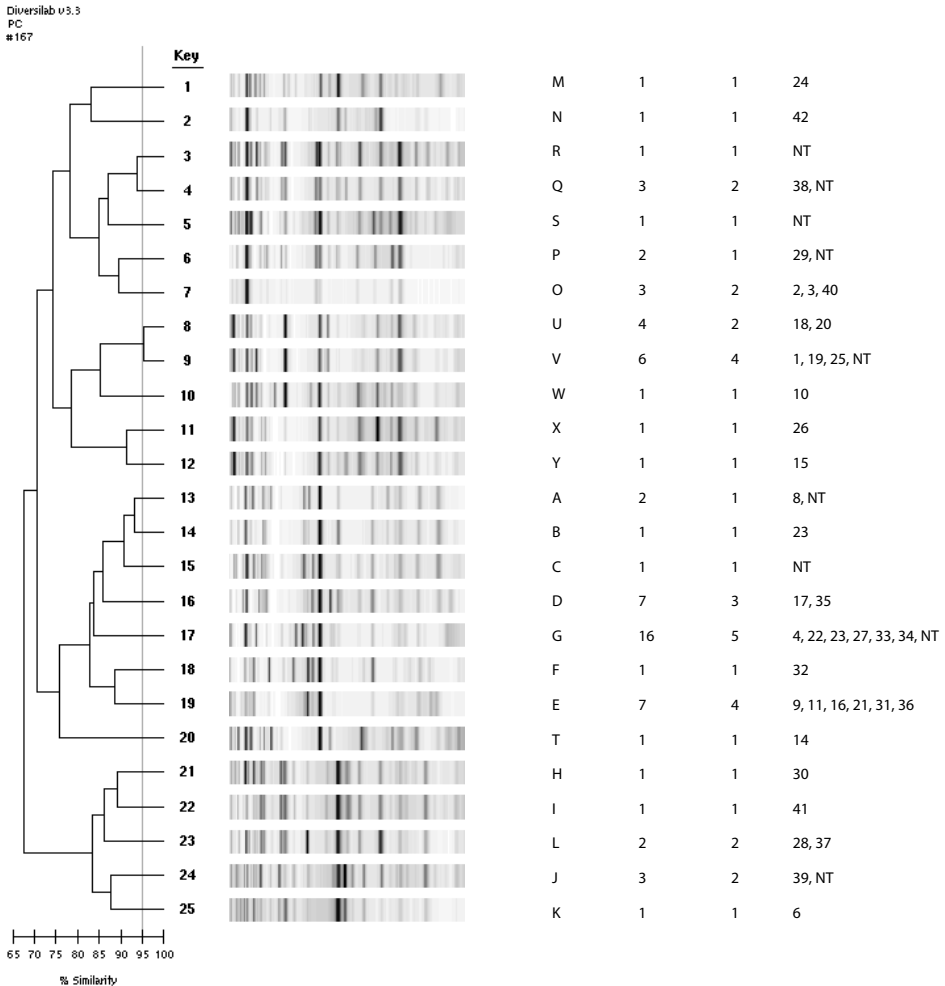 Diversilab v3.3
PC
#167
Key
1 M 1 1 24
2 N 1 1 42
3 R 1 1 NT
4 Q 3 2 38, NT
5 S 1 1 NT
6 P 2 1 29, NT
7 O 3 2 2, 3, 40
8 U 4 2 18, 20
9 V 6 4 1, 19, 25, NT
10 W 1 1 10
11 X 1 1 26
12 Y 1 1 15
13 A 2 1 8, NT
14 B 1 1 23
15 C 1 1 NT
16 D 7 3 17, 35
17 G 16 5 4, 22, 23, 27, 33, 34, NT
18 F 1 1 32
19 E 7 4 9, 11, 16, 21, 31, 36
20 T 1 1 14
21 H 1 1 30
22 I 1 1 41
23 L 2 2 28, 37
24 J 3 2 39, NT
25 K 1 1 6
65 70 75 80 85 90 95 100
% Similarity